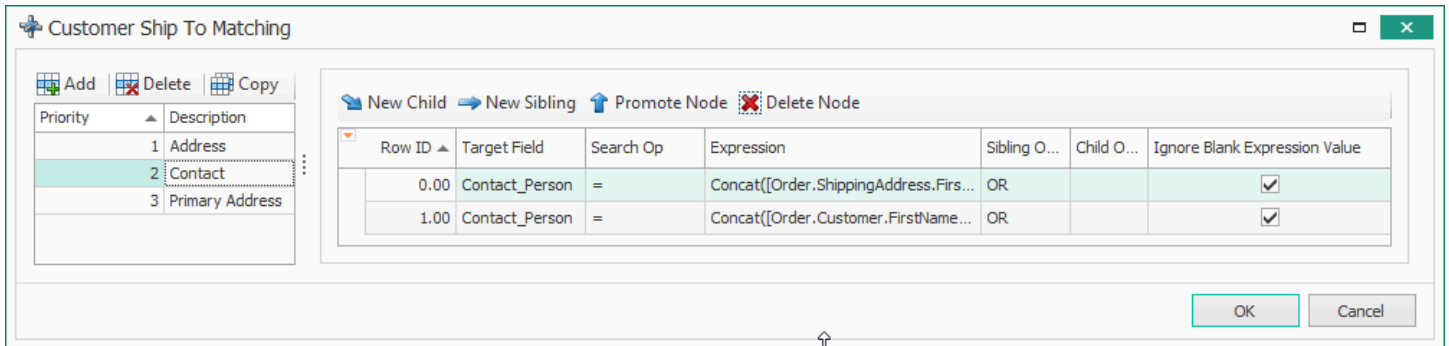 Customer Ship To Matching
Add Delete Copy
Priority Description
1 Address
2 Contact
3 Primary Address
New Child New Sibling Promote Node Delete Node
Row ID Target Field Search Op Expression Sibling O... Child O... Ignore Blank Expression Value
0.00 Contact_Person = Concat([Order.ShippingAddress.Firs... OR
1.00 Contact_Person = Concat([Order.Customer.FirstName... OR
OK Cancel